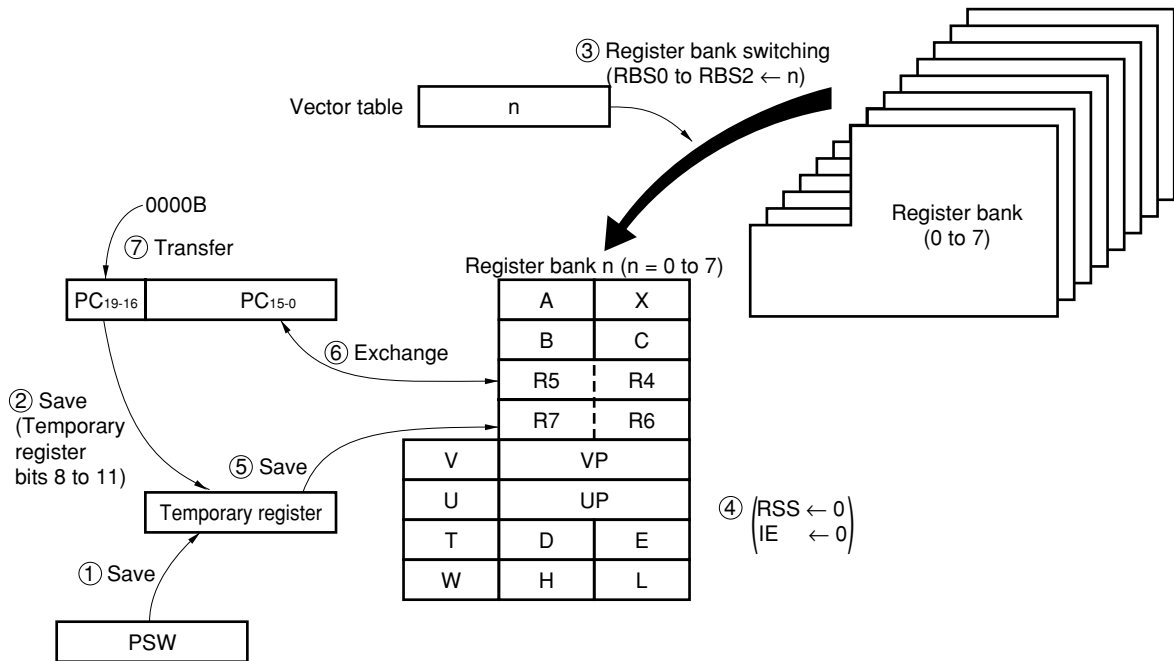 ③ Register bank switching
(RBS0 to RBS2 ← n)
Vector table
n
Register bank
(0 to 7)
0000B
⑦ Transfer
PC19-16
PC15-0
Register bank n (n = 0 to 7)
A
X
B
C
⑥ Exchange
R5
R4
R7
R6
② Save
(Temporary
register
bits 8 to 11)
⑤ Save
V
VP
U
UP
④ (RSS ← 0
IE ← 0)
Temporary register
T
D
E
W
H
L
① Save
PSW